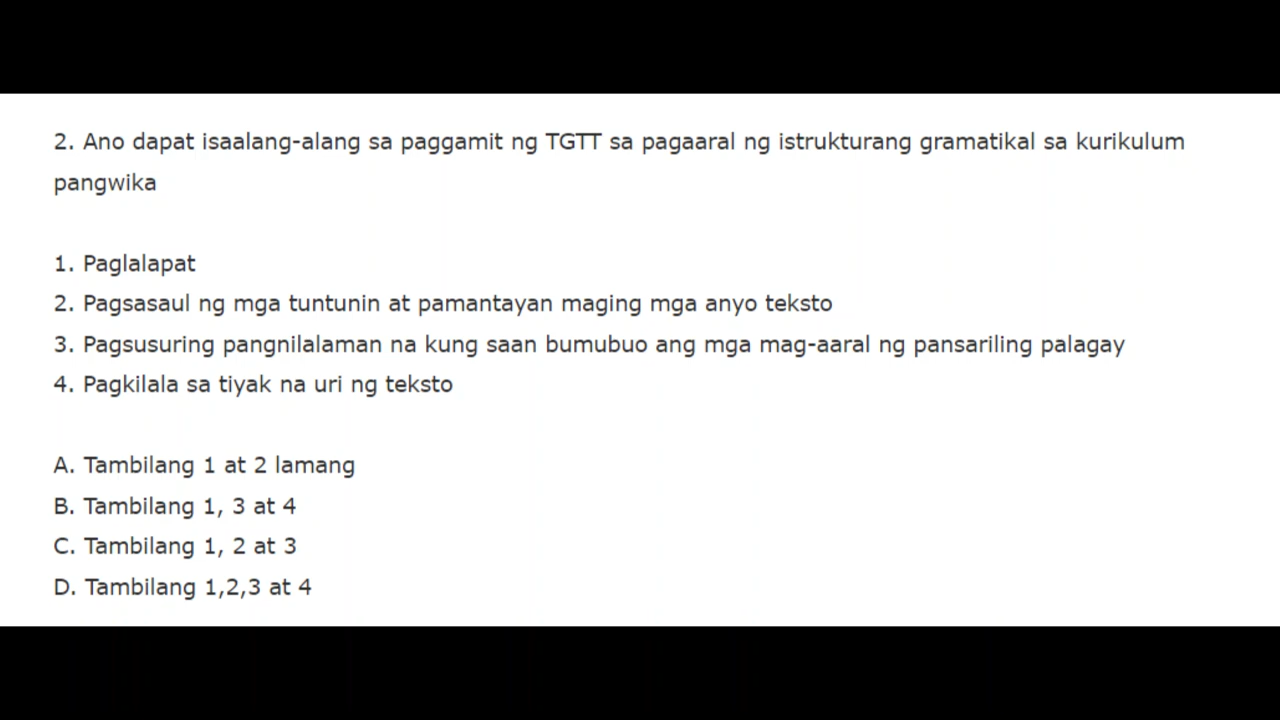 2. Ano dapat isaalang-alang sa paggamit ng TGTT sa pagaaral ng istrukturang gramatikal sa kurikulum
pangwika
1. Paglalapat
2. Pagsasaul ng mga tuntunin at pamantayan maging mga anyo teksto
3. Pagsusuring pangnilalaman na kung saan bumubuo ang mga mag-aaral ng pansariling palagay
4. Pagkilala sa tiyak na uri ng teksto
A. Tambilang 1 at 2 lamang
B. Tambilang 1, 3 at 4
C. Tambilang 1, 2 at 3
D. Tambilang 1,2,3 at 4